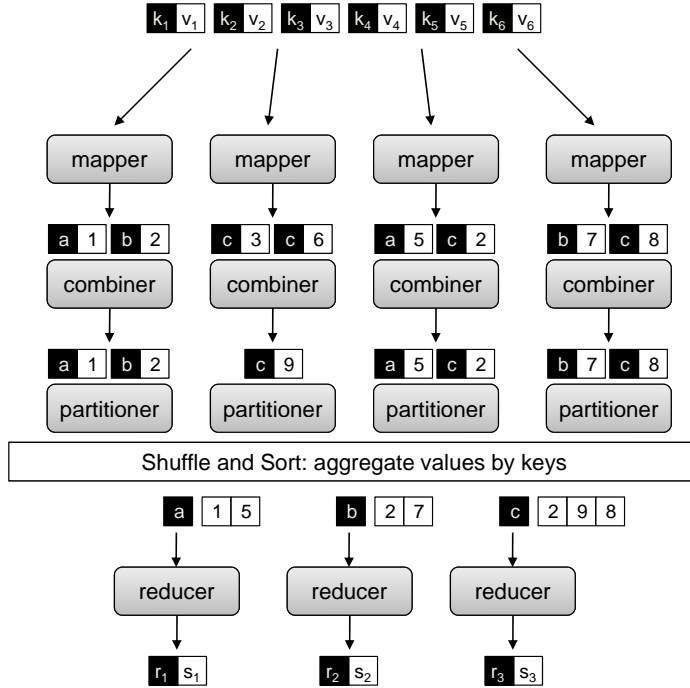 k₁ v₁ k₂ v₂ k₃ v₃ k₄ v₄ k₅ v₅ k₆ v₆
mapper mapper mapper mapper
a 1 b 2 c 3 c 6 a 5 c 2 b 7 c 8
combiner combiner combiner combiner
a 1 b 2 c 9 a 5 c 2 b 7 c 8
partitioner partitioner partitioner partitioner
Shuffle and Sort: aggregate values by keys
a 1 5 b 2 7 c 2 9 8
reducer reducer reducer
r₁ s₁ r₂ s₂ r₃ s₃